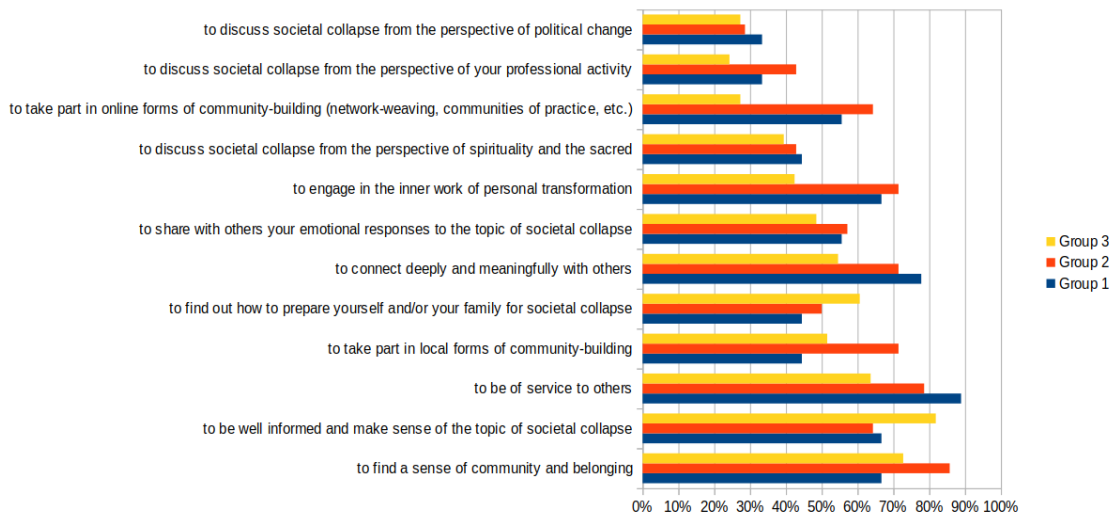 to discuss societal collapse from the perspective of political change
to discuss societal collapse from the perspective of your professional activity
to take part in online forms of community-building (network-weaving, communities of practice, etc.)
to discuss societal collapse from the perspective of spirituality and the sacred
to engage in the inner work of personal transformation
to share with others your emotional responses to the topic of societal collapse
to connect deeply and meaningfully with others
to find out how to prepare yourself and/or your family for societal collapse
to take part in local forms of community-building
to be of service to others
to be well informed and make sense of the topic of societal collapse
to find a sense of community and belonging
0% 10% 20% 30% 40% 50% 60% 70% 80% 90% 100%
Group 3
Group 2
Group 1